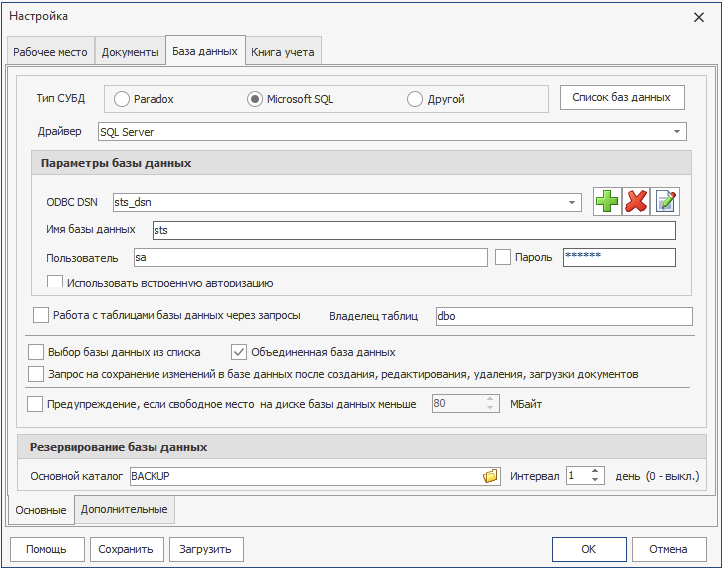 Настройка
Рабочее место Документы База данных Книга учета
Тип СУБД Paradox Microsoft SQL Другой Список баз данных
Драйвер SQL Server
Параметры базы данных
ODBC DSN sts_dsn
Имя базы данных sts
Пользователь sa Пароль ******
Использовать встроенную авторизацию
Работа с таблицами базы данных через запросы Владелец таблиц dbo
Выбор базы данных из списка Объединенная база данных
Запрос на сохранение изменений в базе данных после создания, редактирования, удаления, загрузки документов
Предупреждение, если свободное место на диске базы данных меньше 80 МБайт
Резервирование базы данных
Основной каталог BACKUP Интервал 1 день (0 - выкл.)
Основные Дополнительные
Помощь Сохранить Загрузить OK Отмена